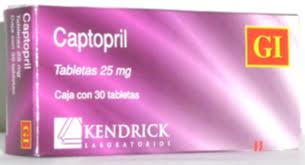 Captopril
GI
Tabletas 25 mg
Caja con 30 tabletas
KENDRICK
LABORATORIOS